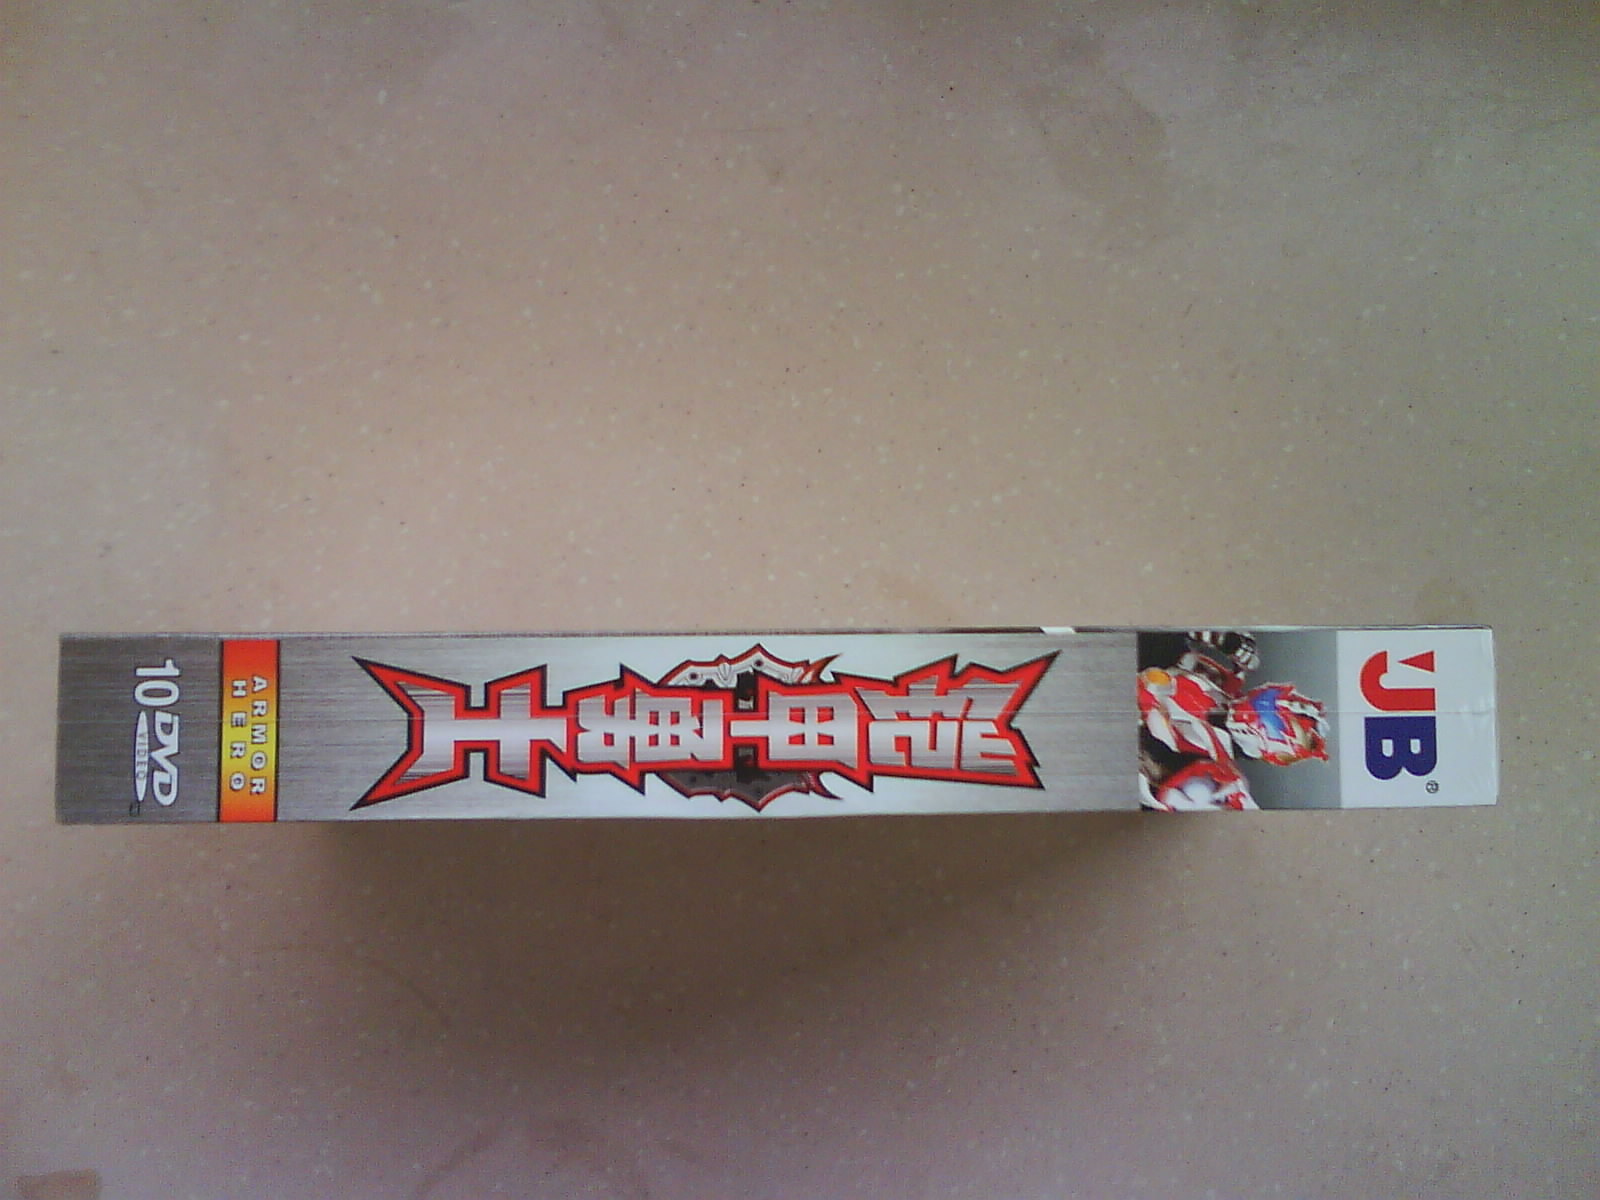 JB®
铠甲勇士
ARMOR
HERO
10 DVD
VIDEO